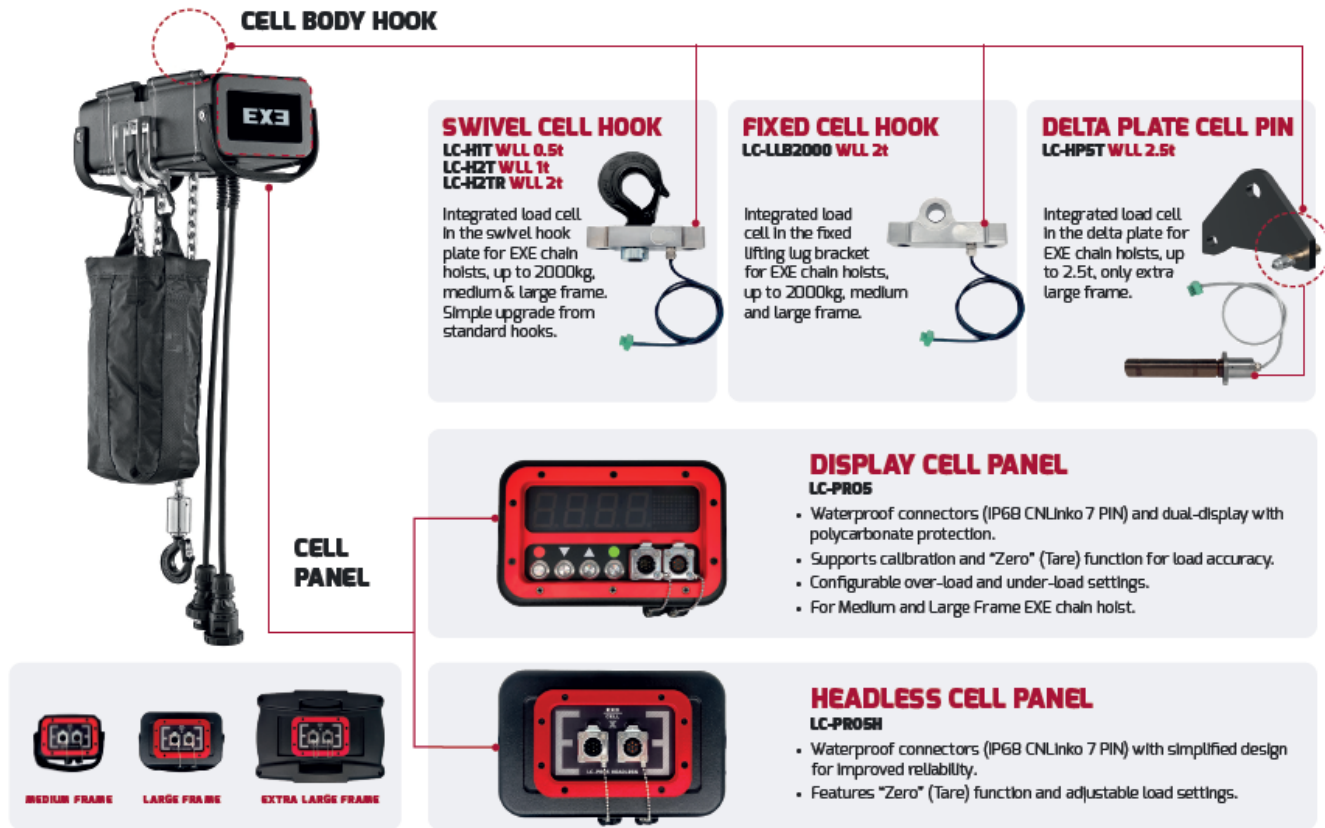 CELL BODY HOOK
EXE
SWIVEL CELL HOOK
LC-H1T WLL 0.5t
LC-H2T WLL 1t
LC-H2TR WLL 2t
Integrated load cell
in the swivel hook
plate for EXE chain
hoists, up to 2000kg,
medium & large frame.
Simple upgrade from
standard hooks.
FIXED CELL HOOK
LC-LLB2000 WLL 2t
Integrated load
cell in the fixed
lifting lug bracket
for EXE chain hoists,
up to 2000kg, medium
and large frame.
DELTA PLATE CELL PIN
LC-HP5T WLL 2.5t
Integrated load cell
in the delta plate for
EXE chain hoists, up
to 2.5t, only extra
large frame.
CELL
PANEL
DISPLAY CELL PANEL
LC-PRO5
• Waterproof connectors (IP68 CNLinko 7 PIN) and dual-display with
polycarbonate protection.
• Supports calibration and “Zero” (Tare) function for load accuracy.
• Configurable over-load and under-load settings.
• For Medium and Large Frame EXE chain hoist.
HEADLESS CELL PANEL
LC-PRO5H
• Waterproof connectors (IP68 CNLinko 7 PIN) with simplified design
for improved reliability.
• Features “Zero” (Tare) function and adjustable load settings.
EXE
CELL
LC-PRO5 HEADLESS
MEDIUM FRAME
LARGE FRAME
EXTRA LARGE FRAME